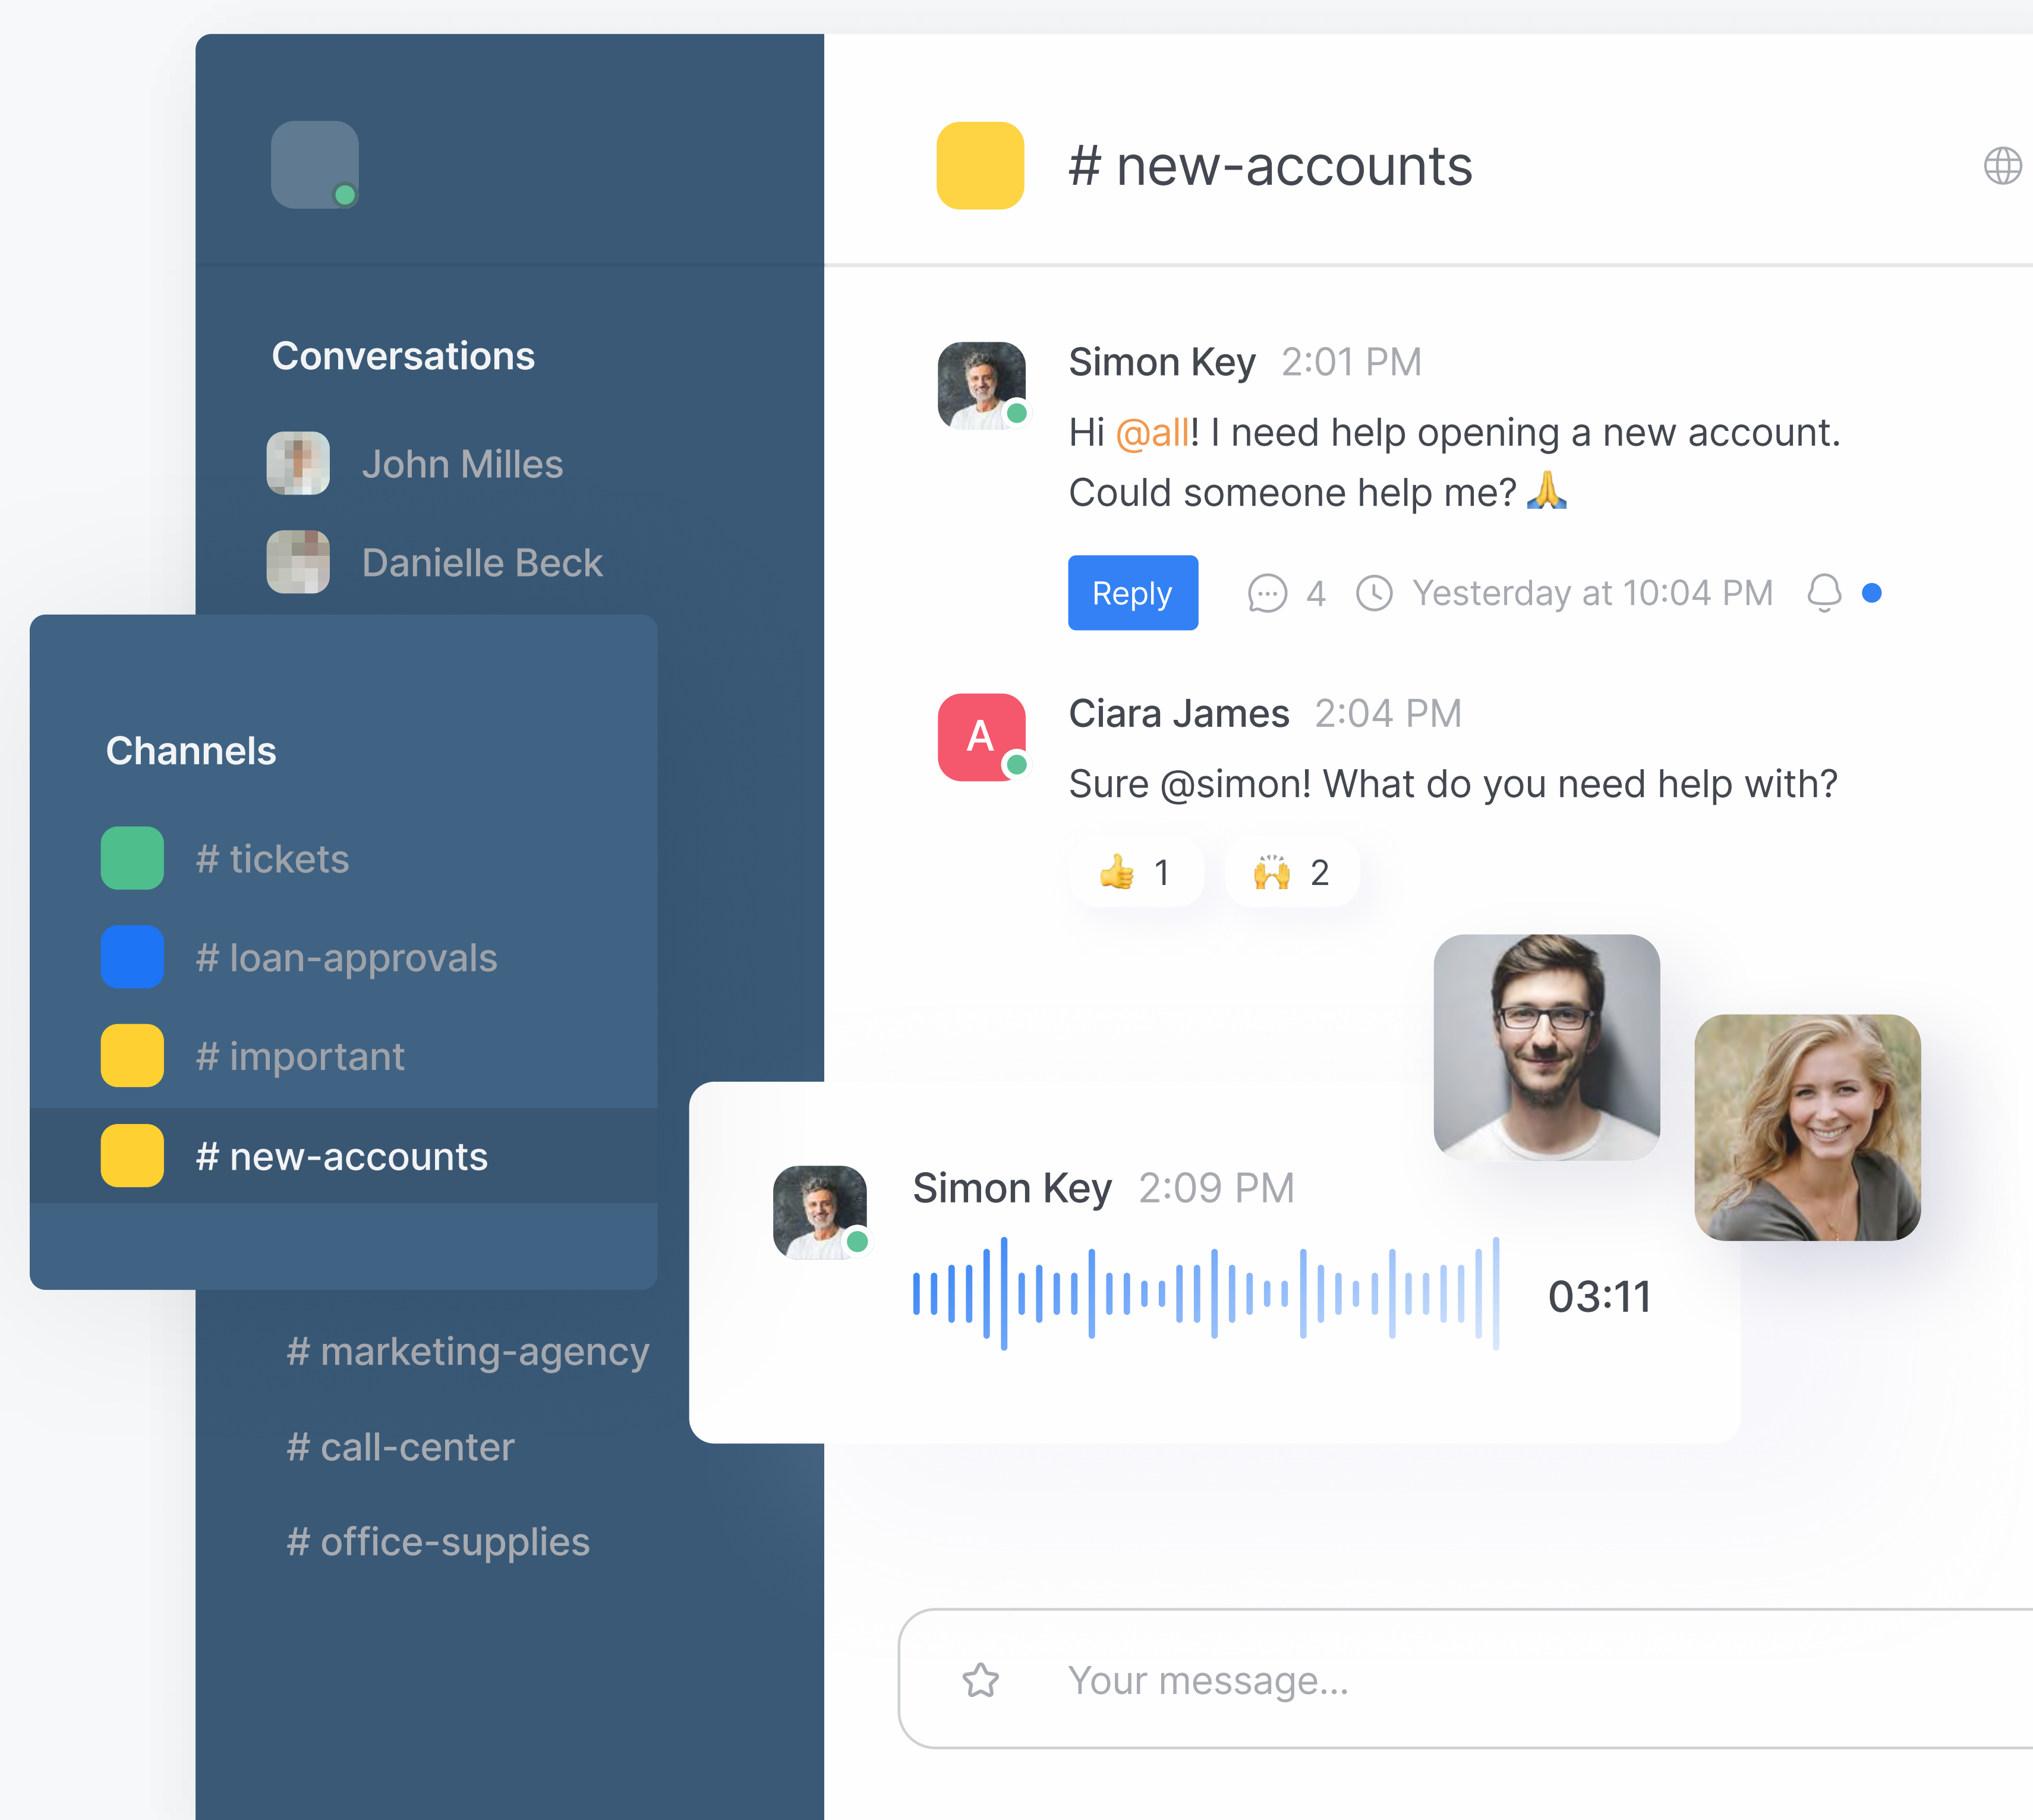 Conversations
John Milles
Danielle Beck
Channels
# tickets
# loan-approvals
# important
# new-accounts
# marketing-agency
# call-center
# office-supplies
# new-accounts
Simon Key 2:01 PM
Hi @all! I need help opening a new account.
Could someone help me? 🙏
Reply 4 Yesterday at 10:04 PM
A
Ciara James 2:04 PM
Sure @simon! What do you need help with?
👍 1 🙌 2
Simon Key 2:09 PM
03:11
Your message...